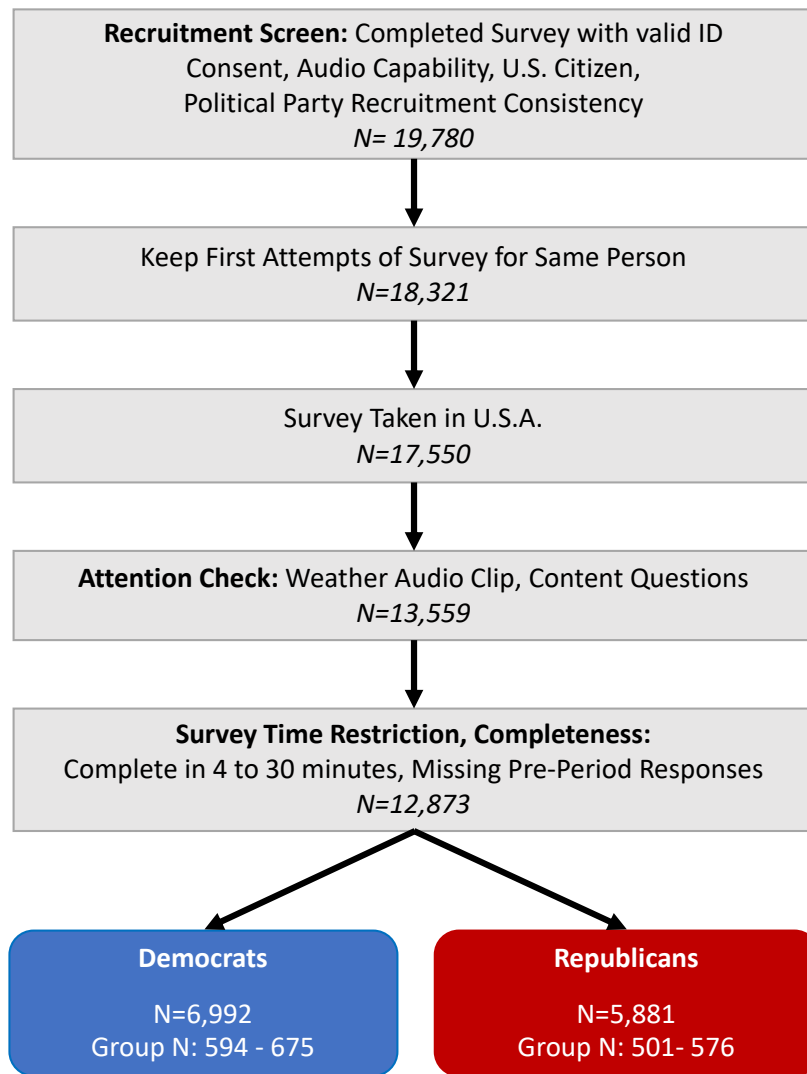 Recruitment Screen: Completed Survey with valid ID
Consent, Audio Capability, U.S. Citizen,
Political Party Recruitment Consistency
N= 19,780
Keep First Attempts of Survey for Same Person
N=18,321
Survey Taken in U.S.A.
N=17,550
Attention Check: Weather Audio Clip, Content Questions
N=13,559
Survey Time Restriction, Completeness:
Complete in 4 to 30 minutes, Missing Pre-Period Responses
N=12,873
Democrats
N=6,992
Group N: 594 - 675
Republicans
N=5,881
Group N: 501- 576